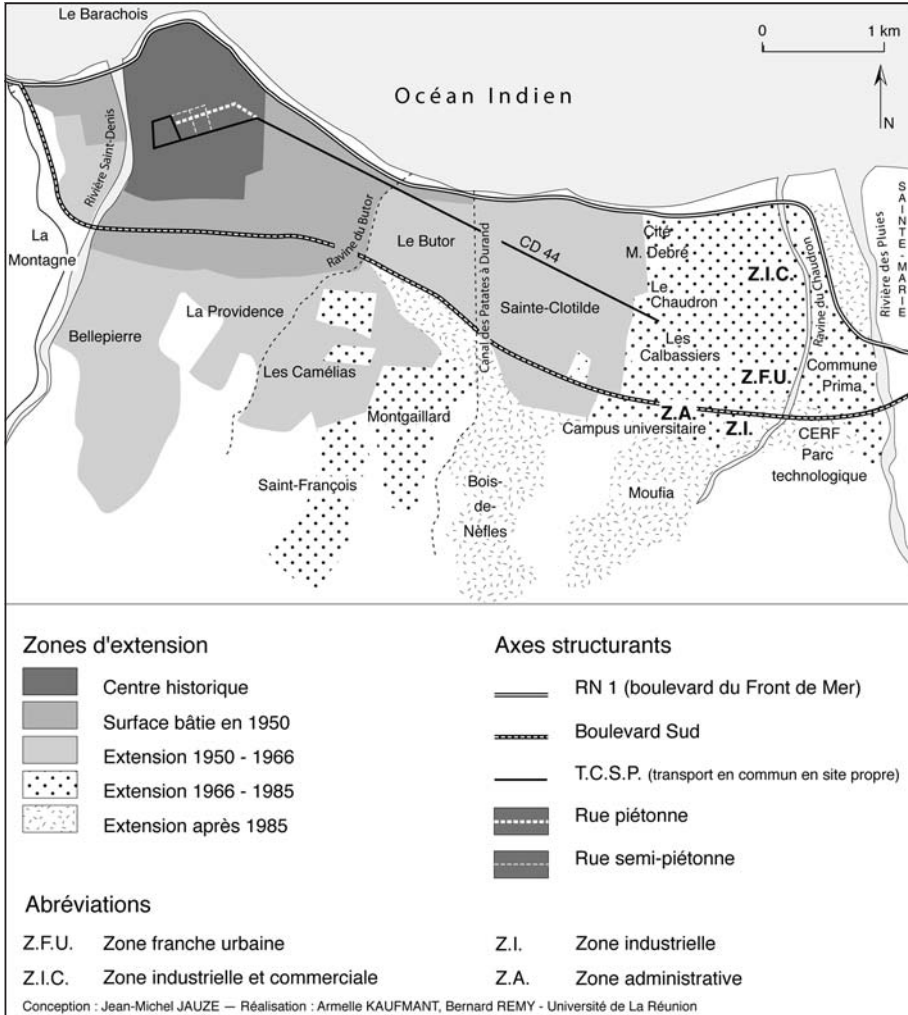 Le Barachois
0 1 km
Océan Indien
N
Rivière Saint-Denis
La
Montagne
Ravine du Butor
Le Butor
Canal des Patates à Durand
CD 44
Cité
M. Debré
Z.I.C.
Ravine du Chaudron
Rivière des Pluies
SAINTE-MARIE
Le
Chaudron
Sainte-Clotilde
La Providence
Bellepierre
Les
Calbassiers
Les Camélias
Z.F.U.
Commune
Prima
Montgaillard
Z.A.
Campus universitaire
Z.I.
CERF
Parc
technologique
Saint-François
Bois-
de-
Nèfles
Moufia
Zones d'extension
Centre historique
Surface bâtie en 1950
Extension 1950 - 1966
Extension 1966 - 1985
Extension après 1985
Axes structurants
RN 1 (boulevard du Front de Mer)
Boulevard Sud
T.C.S.P. (transport en commun en site propre)
Rue piétonne
Rue semi-piétonne
Abréviations
Z.F.U. Zone franche urbaine
Z.I.C. Zone industrielle et commerciale
Z.I. Zone industrielle
Z.A. Zone administrative
Conception : Jean-Michel JAUZE — Réalisation : Armelle KAUFMANT, Bernard REMY - Université de La Réunion